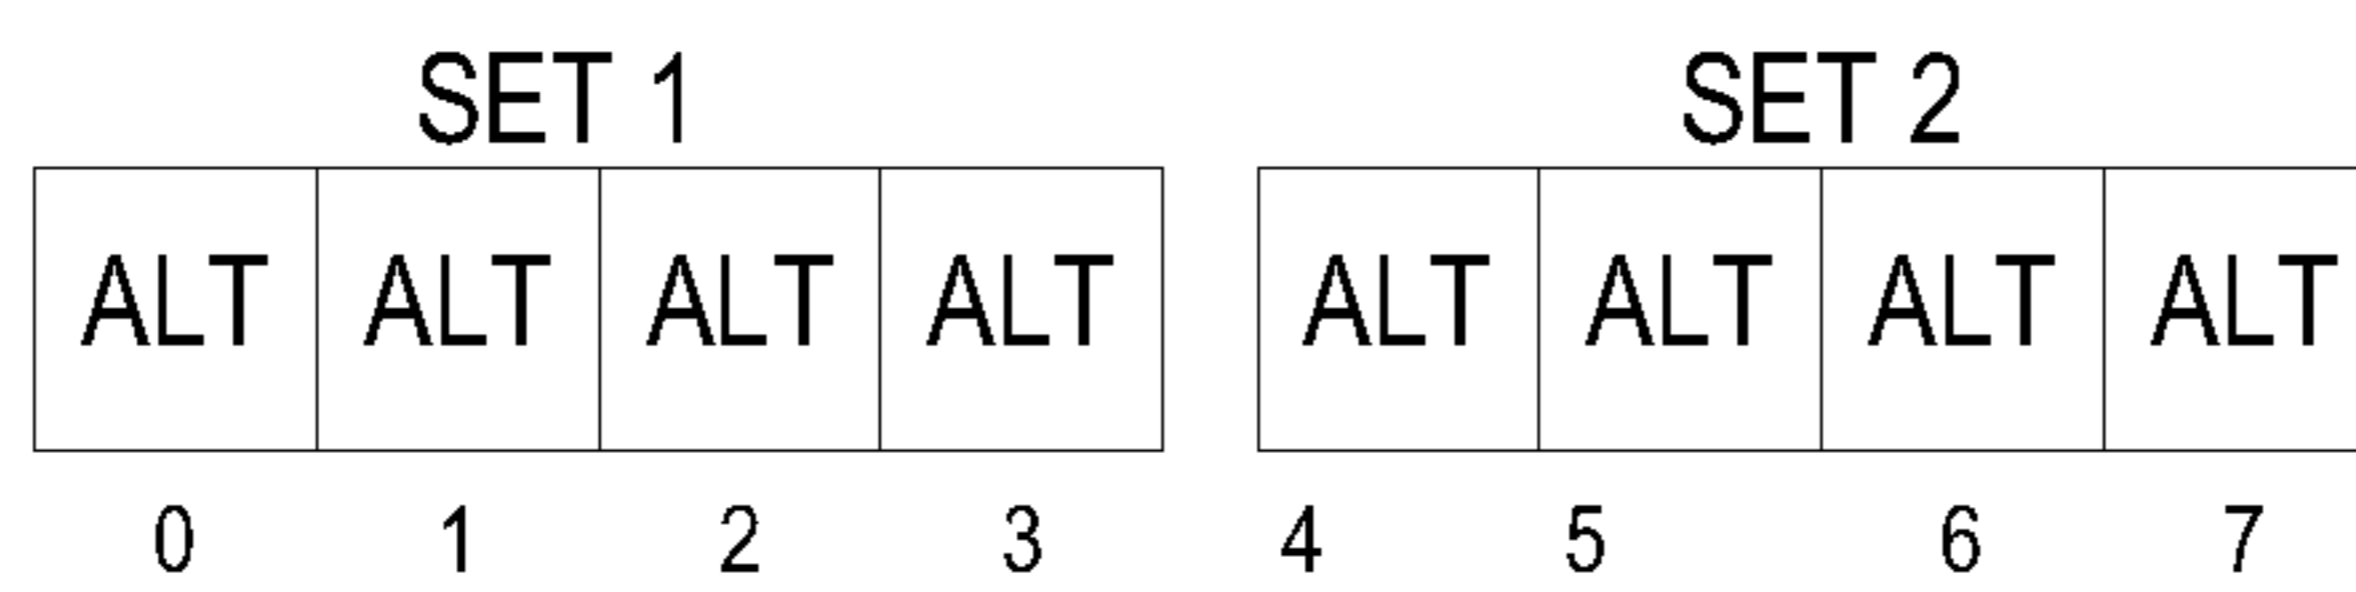 SET 1 SET 2
ALT ALT ALT ALT ALT ALT ALT ALT
0 1 2 3 4 5 6 7